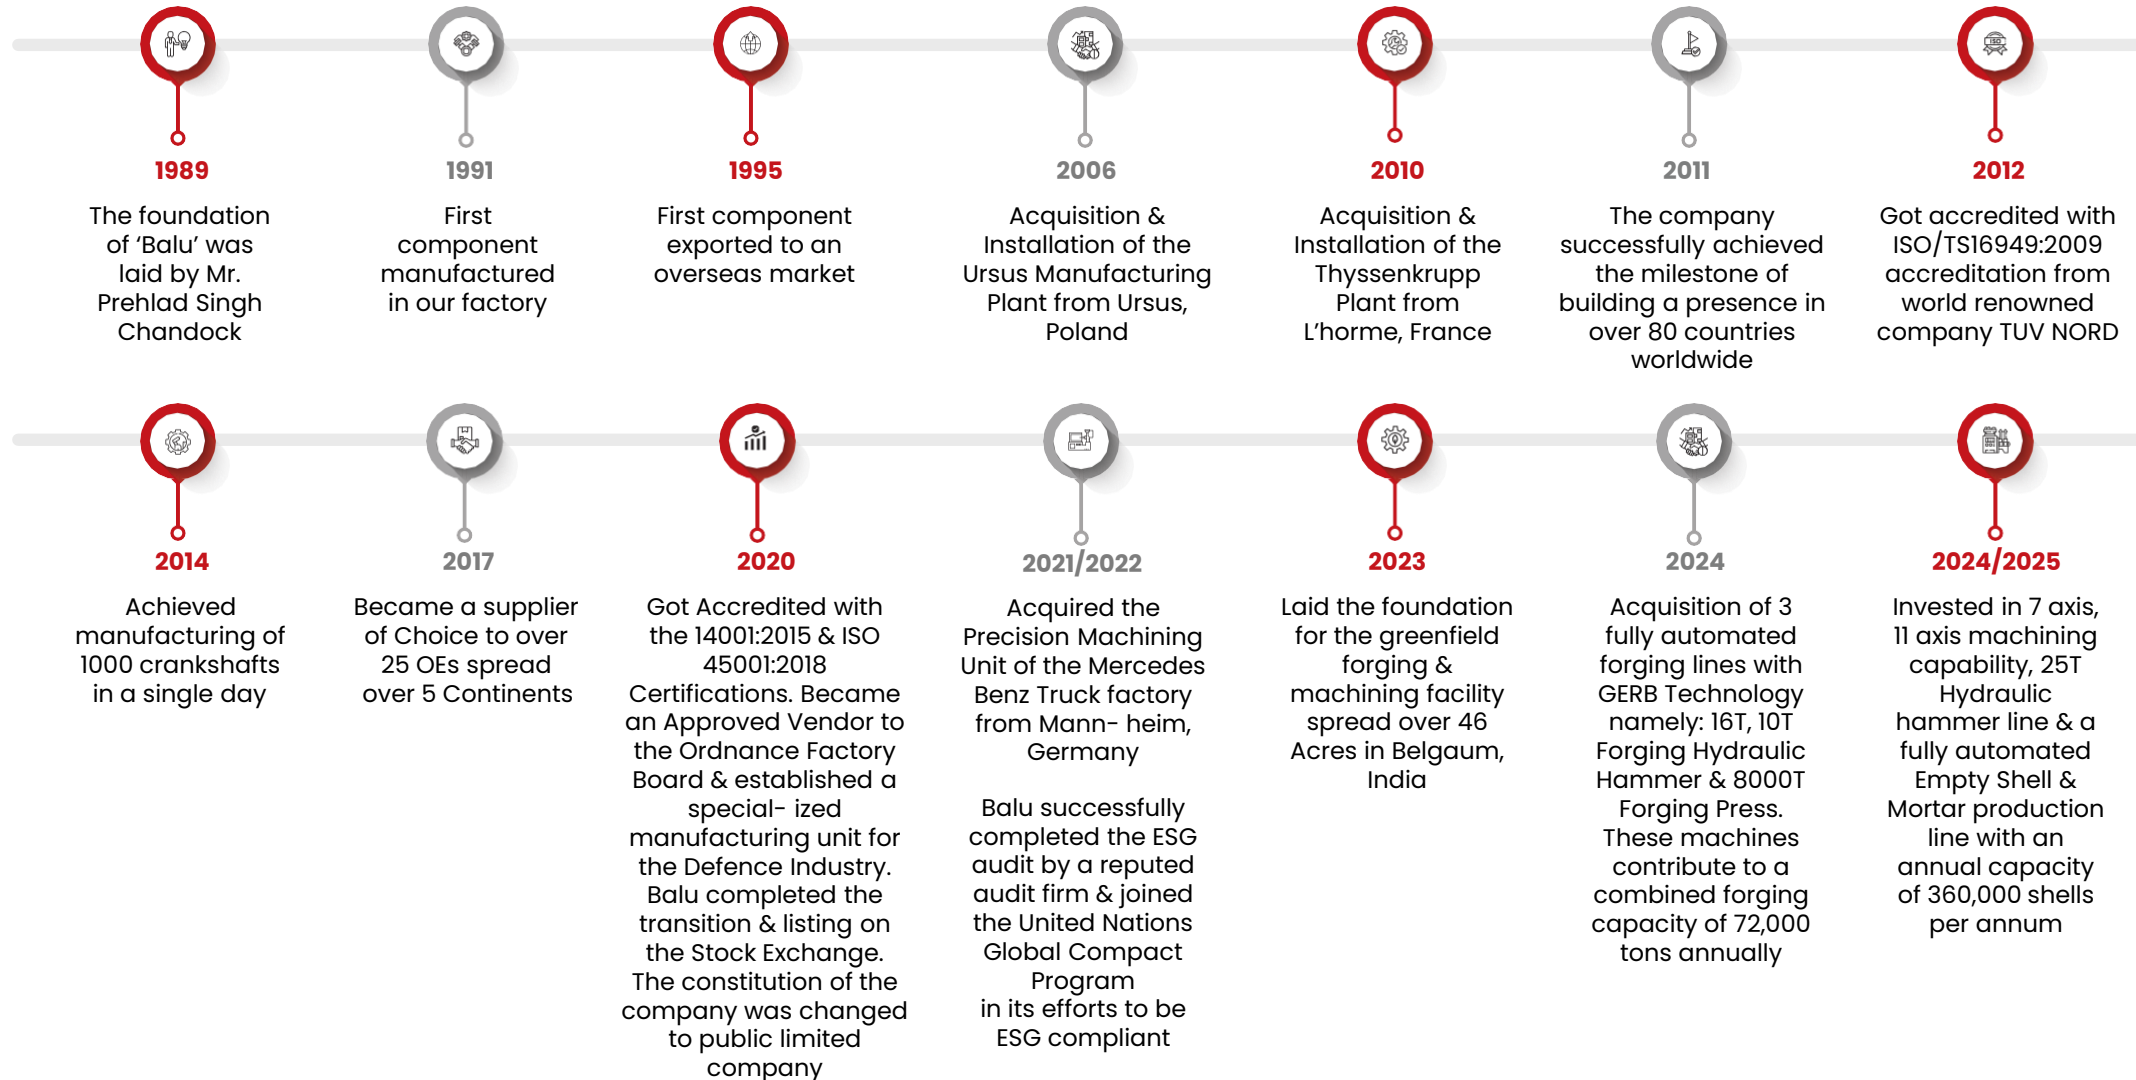 ISO
1989
The foundation
of ‘Balu’ was
laid by Mr.
Prehlad Singh
Chandock
1991
First
component
manufactured
in our factory
1995
First component
exported to an
overseas market
2006
Acquisition &
Installation of the
Ursus Manufacturing
Plant from Ursus,
Poland
2010
Acquisition &
Installation of the
Thyssenkrupp
Plant from
L’horme, France
2011
The company
successfully achieved
the milestone of
building a presence in
over 80 countries
worldwide
2012
Got accredited with
ISO/TS16949:2009
accreditation from
world renowned
company TUV NORD
2014
Achieved
manufacturing of
1000 crankshafts
in a single day
2017
Became a supplier
of Choice to over
25 OEs spread
over 5 Continents
2020
Got Accredited with
the 14001:2015 & ISO
45001:2018
Certifications. Became
an Approved Vendor to
the Ordnance Factory
Board & established a
special- ized
manufacturing unit for
the Defence Industry.
Balu completed the
transition & listing on
the Stock Exchange.
The constitution of the
company was changed
to public limited
company
2021/2022
Acquired the
Precision Machining
Unit of the Mercedes
Benz Truck factory
from Mann- heim,
Germany
Balu successfully
completed the ESG
audit by a reputed
audit firm & joined
the United Nations
Global Compact
Program
in its efforts to be
ESG compliant
2023
Laid the foundation
for the greenfield
forging &
machining facility
spread over 46
Acres in Belgaum,
India
2024
Acquisition of 3
fully automated
forging lines with
GERB Technology
namely: 16T, 10T
Forging Hydraulic
Hammer & 8000T
Forging Press.
These machines
contribute to a
combined forging
capacity of 72,000
tons annually
2024/2025
Invested in 7 axis,
11 axis machining
capability, 25T
Hydraulic
hammer line & a
fully automated
Empty Shell &
Mortar production
line with an
annual capacity
of 360,000 shells
per annum